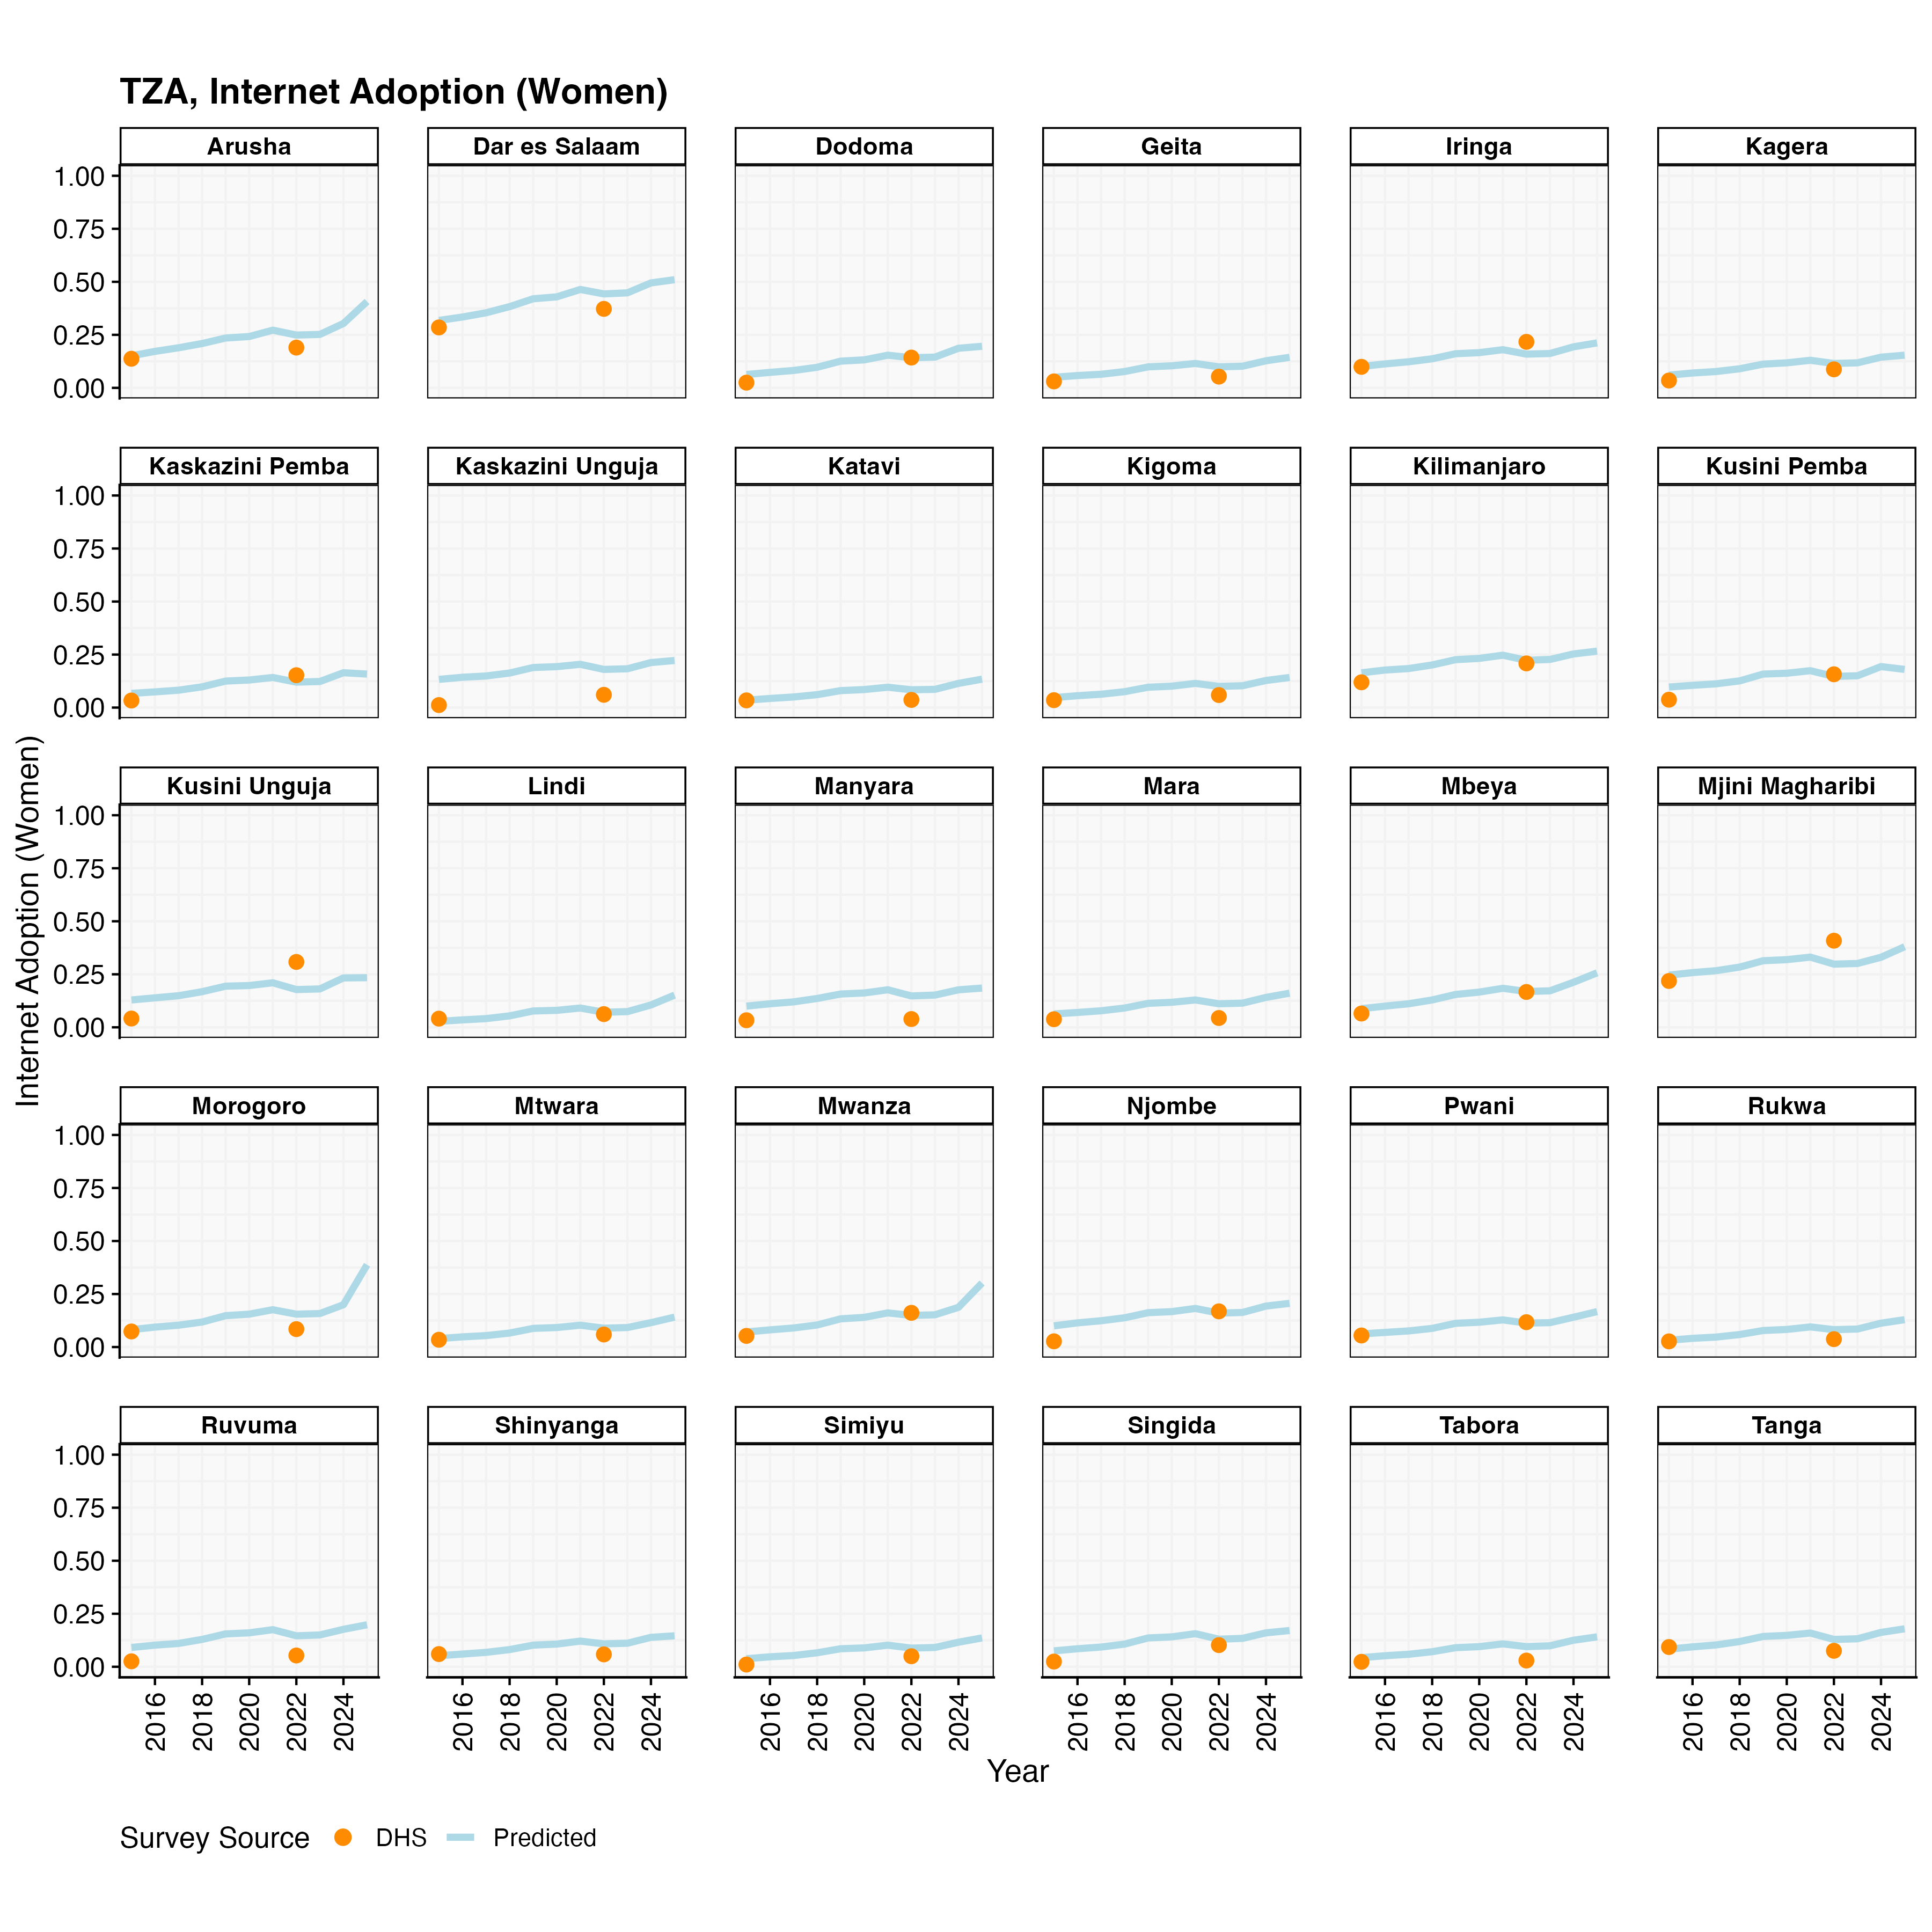 TZA, Internet Adoption (Women)
Arusha Dar es Salaam Dodoma Geita Iringa Kagera
1.00
0.75
0.50
0.25
0.00
Kaskazini Pemba Kaskazini Unguja Katavi Kigoma Kilimanjaro Kusini Pemba
1.00
0.75
0.50
0.25
0.00
Internet Adoption (Women)
Kusini Unguja Lindi Manyara Mara Mbeya Mjini Magharibi
1.00
0.75
0.50
0.25
0.00
Morogoro Mtwara Mwanza Njombe Pwani Rukwa
1.00
0.75
0.50
0.25
0.00
Ruvuma Shinyanga Simiyu Singida Tabora Tanga
1.00
0.75
0.50
0.25
0.00
2016 2018 2020 2022 2024 2016 2018 2020 2022 2024 2016 2018 2020 2022 2024 2016 2018 2020 2022 2024 2016 2018 2020 2022 2024 2016 2018 2020 2022 2024
Year
Survey Source DHS Predicted